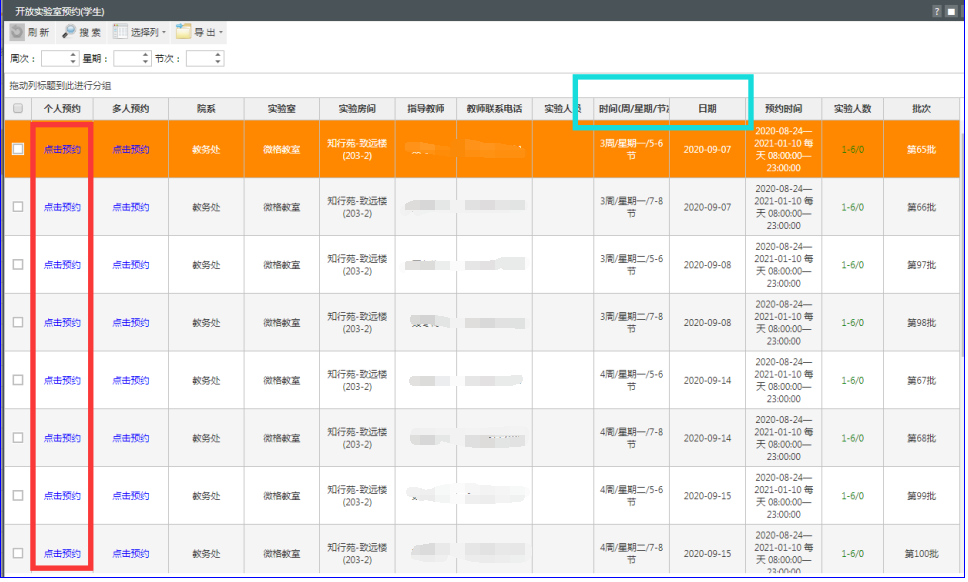 开放实验室预约(学生)
?
刷新 搜索 选择列 导出
周次: 星期: 节次:
拖动列标题到此进行分组
个人预约 多人预约 院系 实验室 实验房间 指导教师 教师联系电话 实验人员 时间(周/星期/节次 日期 预约时间 实验人数 批次
点击预约 点击预约 教务处 微格教室 知行苑-致远楼 (203-2) 3周/星期一/5-6 节 2020-09-07 2020-08-24—2021-01-10 每天 08:00:00—23:00:00 1-6/0 第65批
点击预约 点击预约 教务处 微格教室 知行苑-致远楼 (203-2) 3周/星期一/7-8 节 2020-09-07 2020-08-24—2021-01-10 每天 08:00:00—23:00:00 1-6/0 第66批
点击预约 点击预约 教务处 微格教室 知行苑-致远楼 (203-2) 3周/星期二/5-6 节 2020-09-08 2020-08-24—2021-01-10 每天 08:00:00—23:00:00 1-6/0 第97批
点击预约 点击预约 教务处 微格教室 知行苑-致远楼 (203-2) 3周/星期二/7-8 节 2020-09-08 2020-08-24—2021-01-10 每天 08:00:00—23:00:00 1-6/0 第98批
点击预约 点击预约 教务处 微格教室 知行苑-致远楼 (203-2) 4周/星期一/5-6 节 2020-09-14 2020-08-24—2021-01-10 每天 08:00:00—23:00:00 1-6/0 第67批
点击预约 点击预约 教务处 微格教室 知行苑-致远楼 (203-2) 4周/星期一/7-8 节 2020-09-14 2020-08-24—2021-01-10 每天 08:00:00—23:00:00 1-6/0 第68批
点击预约 点击预约 教务处 微格教室 知行苑-致远楼 (203-2) 4周/星期二/5-6 节 2020-09-15 2020-08-24—2021-01-10 每天 08:00:00—23:00:00 1-6/0 第99批
点击预约 点击预约 教务处 微格教室 知行苑-致远楼 (203-2) 4周/星期二/7-8 节 2020-09-15 2020-08-24—2021-01-10 每天 08:00:00—23:00:00 1-6/0 第100批